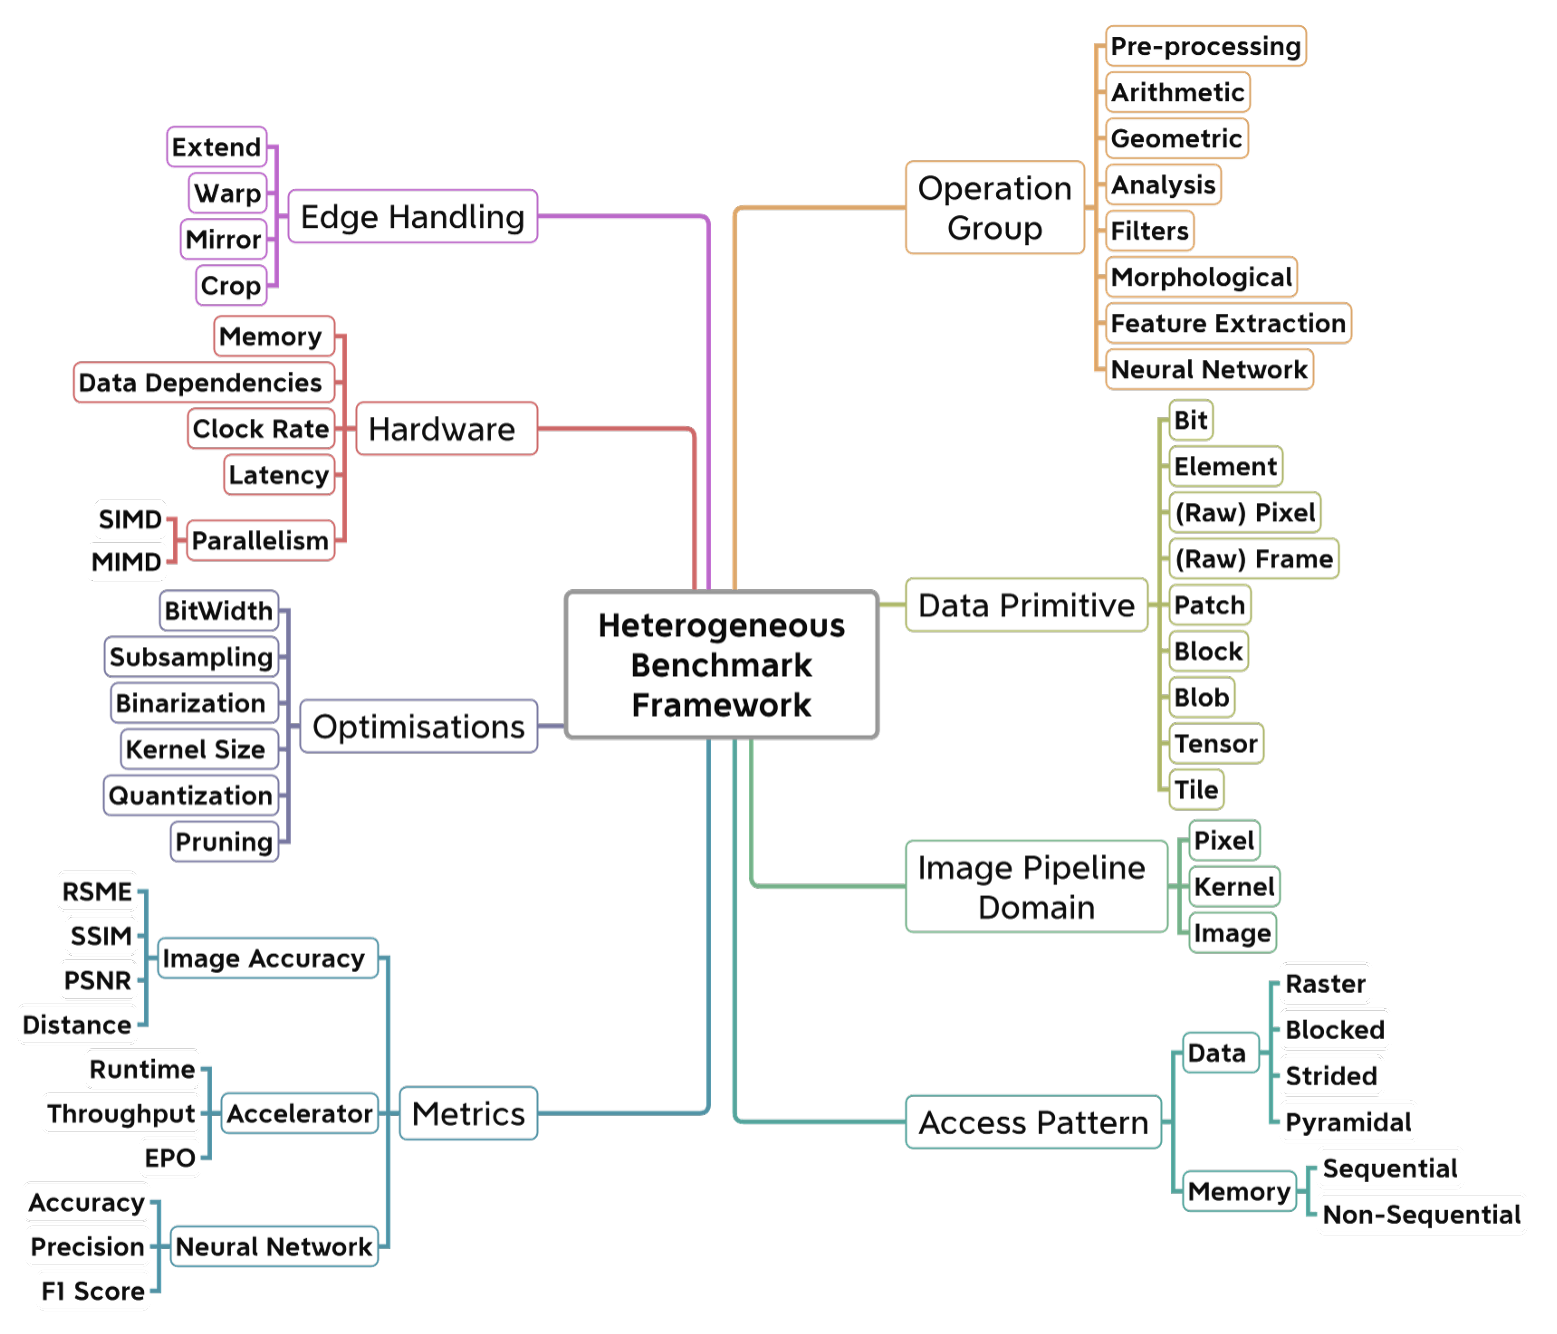 Heterogeneous
Benchmark
Framework
Edge Handling
Extend
Warp
Mirror
Crop
Hardware
Memory
Data Dependencies
Clock Rate
Latency
Parallelism
SIMD
MIMD
Optimisations
BitWidth
Subsampling
Binarization
Kernel Size
Quantization
Pruning
Metrics
Image Accuracy
RSME
SSIM
PSNR
Distance
Accelerator
Runtime
Throughput
EPO
Neural Network
Accuracy
Precision
F1 Score
Operation
Group
Pre-processing
Arithmetic
Geometric
Analysis
Filters
Morphological
Feature Extraction
Neural Network
Data Primitive
Bit
Element
(Raw) Pixel
(Raw) Frame
Patch
Block
Blob
Tensor
Tile
Image Pipeline
Domain
Pixel
Kernel
Image
Access Pattern
Data
Raster
Blocked
Strided
Pyramidal
Memory
Sequential
Non-Sequential